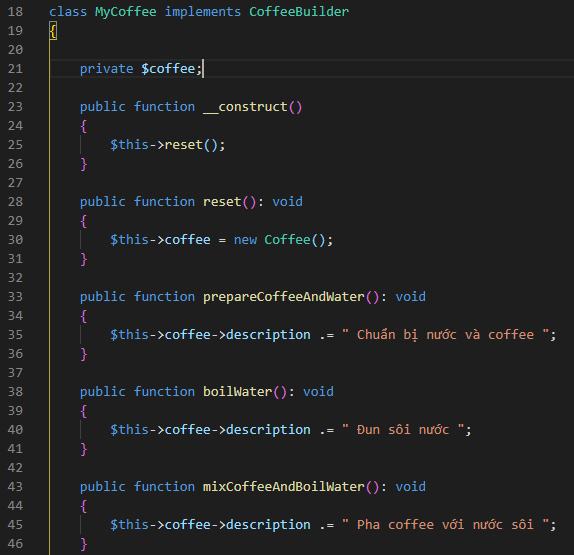 18 class MyCoffee implements CoffeeBuilder
19 {
20
21     private $coffee;
22
23     public function __construct()
24     {
25         $this->reset();
26     }
27
28     public function reset(): void
29     {
30         $this->coffee = new Coffee();
31     }
32
33     public function prepareCoffeeAndWater(): void
34     {
35         $this->coffee->description .= " Chuẩn bị nước và coffee ";
36     }
37
38     public function boilWater(): void
39     {
40         $this->coffee->description .= " Đun sôi nước ";
41     }
42
43     public function mixCoffeeAndBoilWater(): void
44     {
45         $this->coffee->description .= " Pha coffee với nước sôi ";
46     }